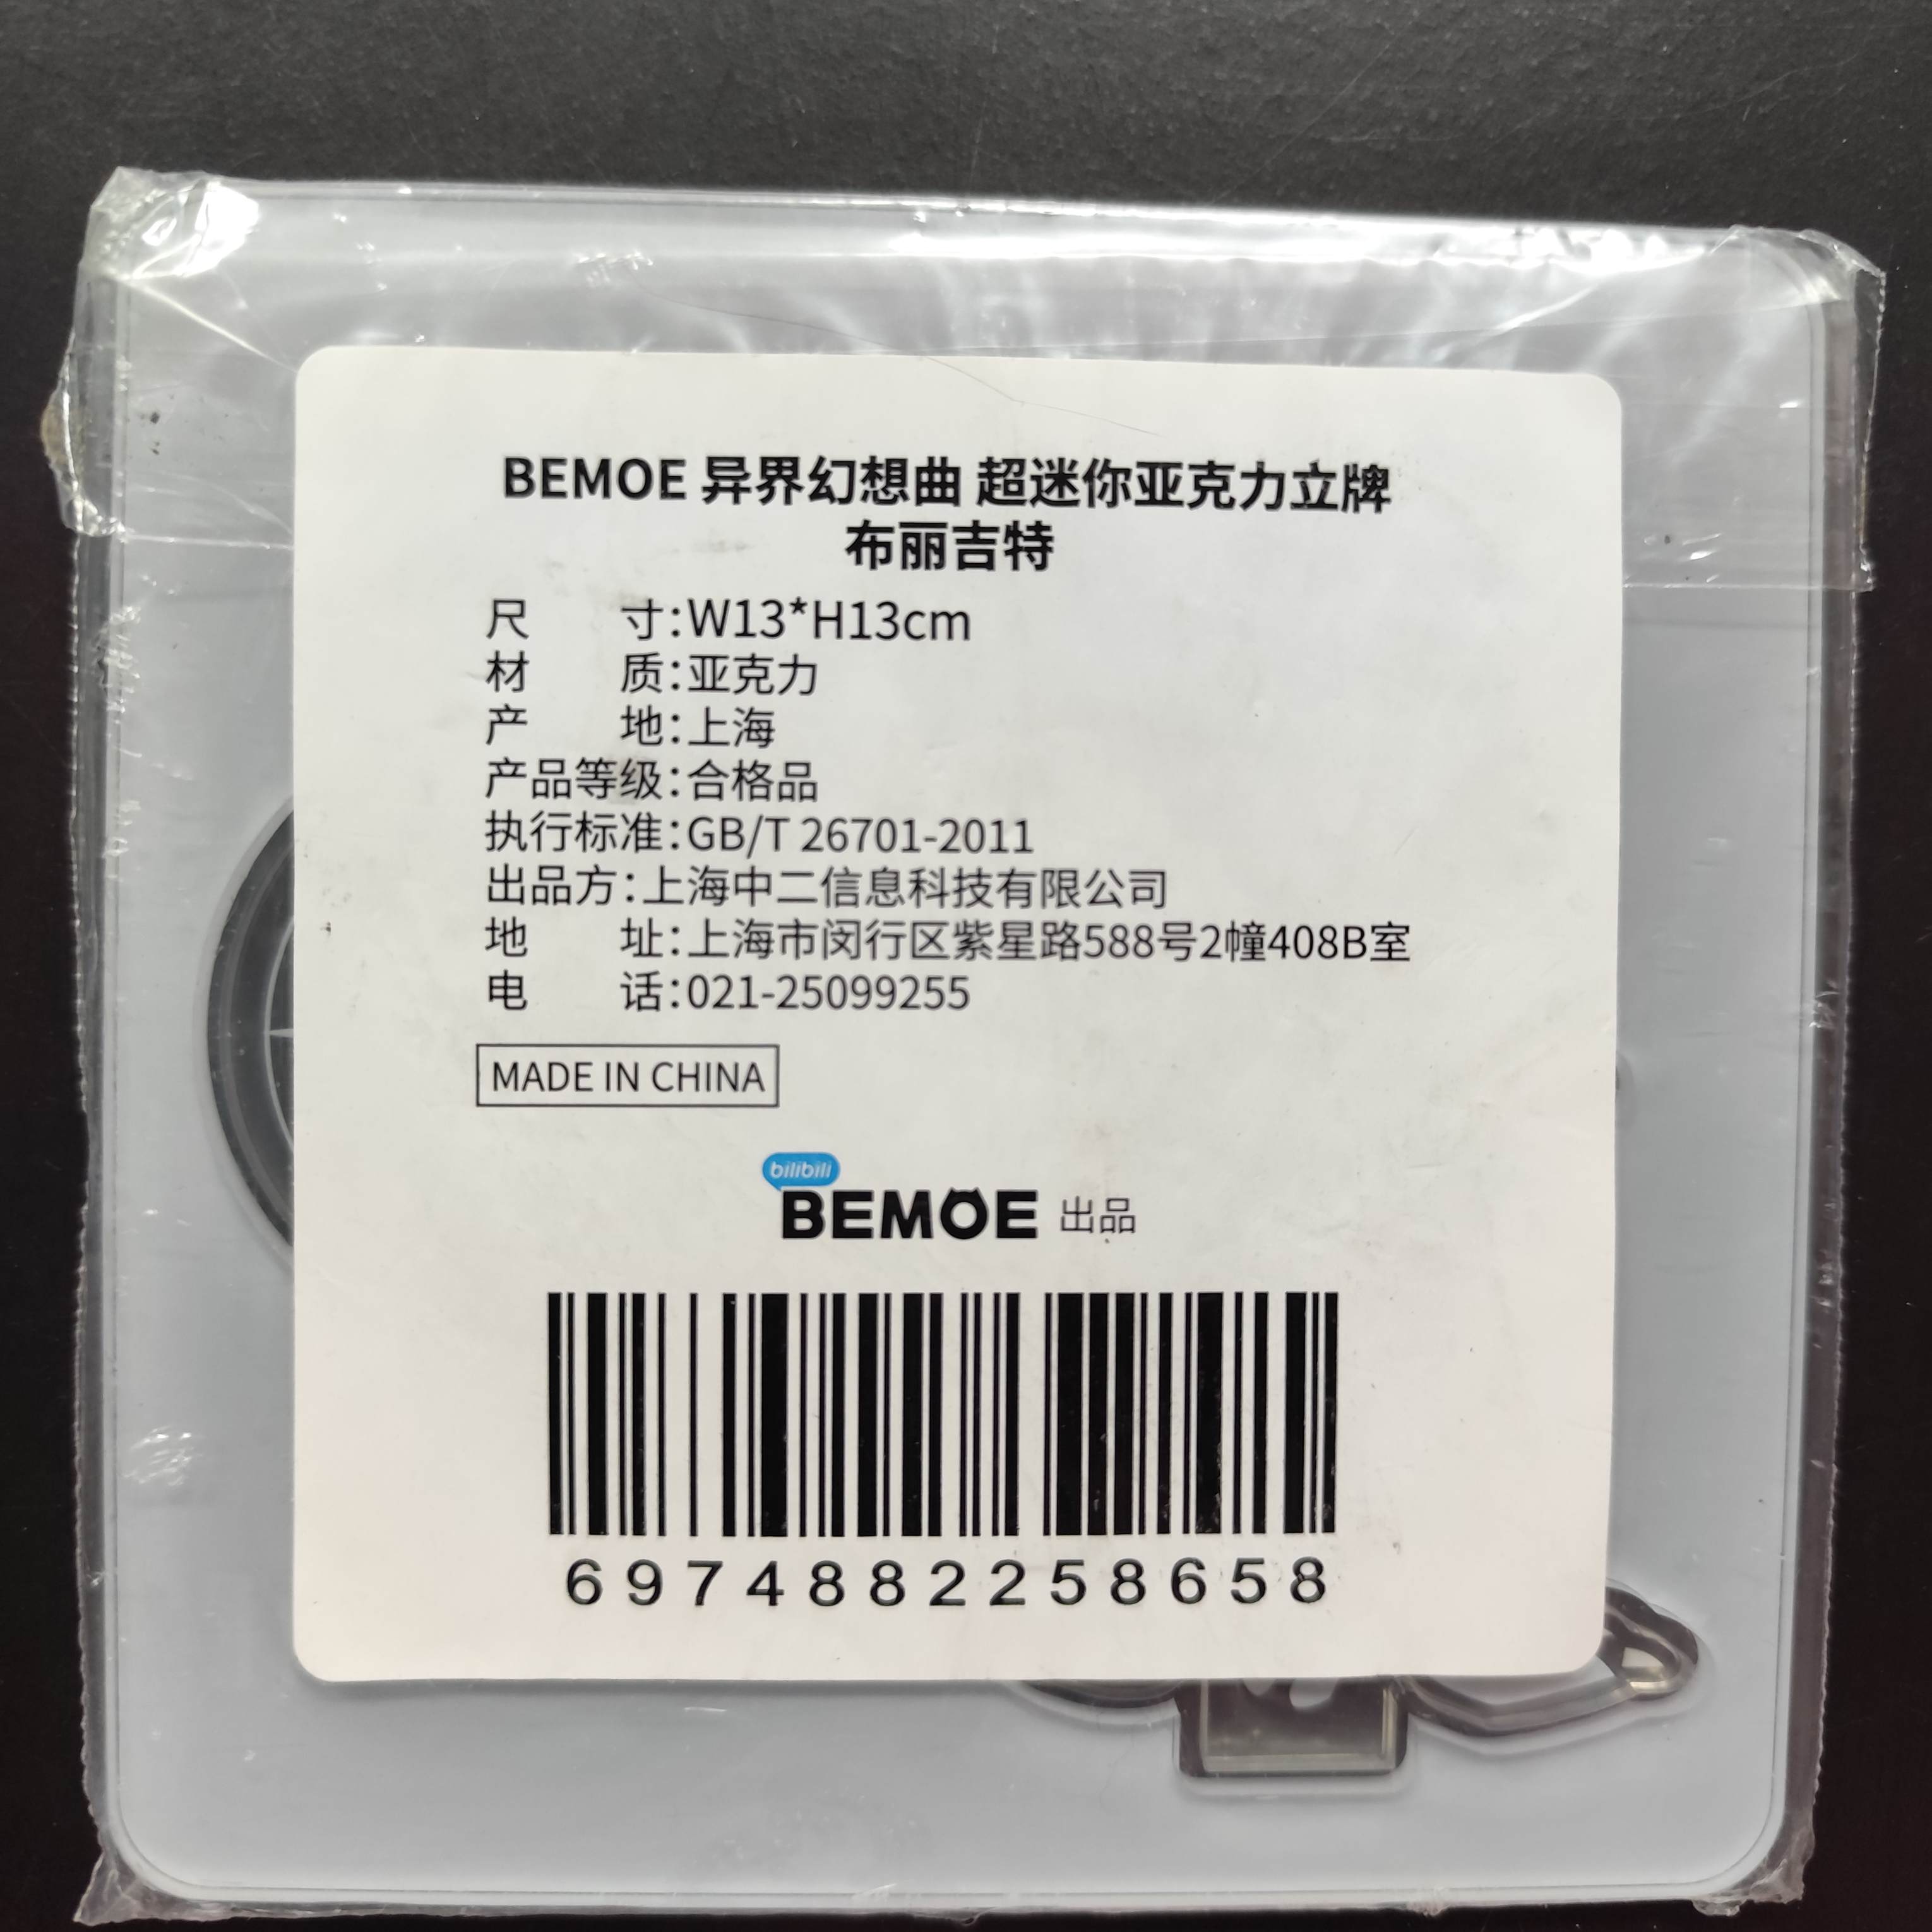 BEMOE 异界幻想曲 超迷你亚克力立牌
布丽吉特
尺寸:W13*H13cm
材质:亚克力
产地:上海
产品等级:合格品
执行标准:GB/T 26701-2011
出品方:上海中二信息科技有限公司
地址:上海市闵行区紫星路588号2幢408B室
电话:021-25099255
MADE IN CHINA
bilibili
BEMOE 出品
6974882258658